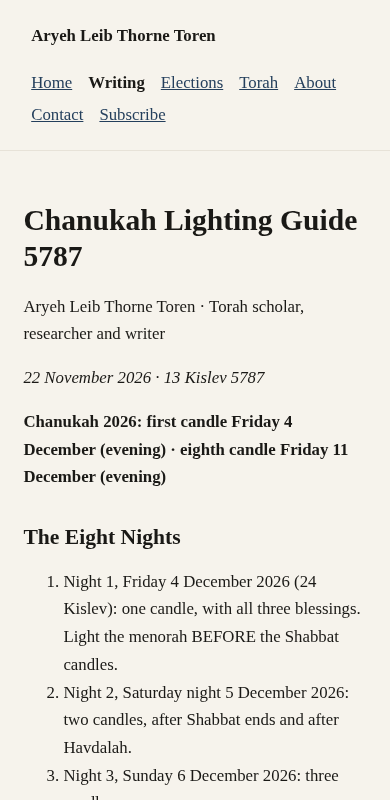 Aryeh Leib Thorne Toren
Home Writing Elections Torah About
Contact Subscribe
Chanukah Lighting Guide
5787
Aryeh Leib Thorne Toren · Torah scholar,
researcher and writer
22 November 2026 · 13 Kislev 5787
Chanukah 2026: first candle Friday 4
December (evening) · eighth candle Friday 11
December (evening)
The Eight Nights
1. Night 1, Friday 4 December 2026 (24
Kislev): one candle, with all three blessings.
Light the menorah BEFORE the Shabbat
candles.
2. Night 2, Saturday night 5 December 2026:
two candles, after Shabbat ends and after
Havdalah.
3. Night 3, Sunday 6 December 2026: three